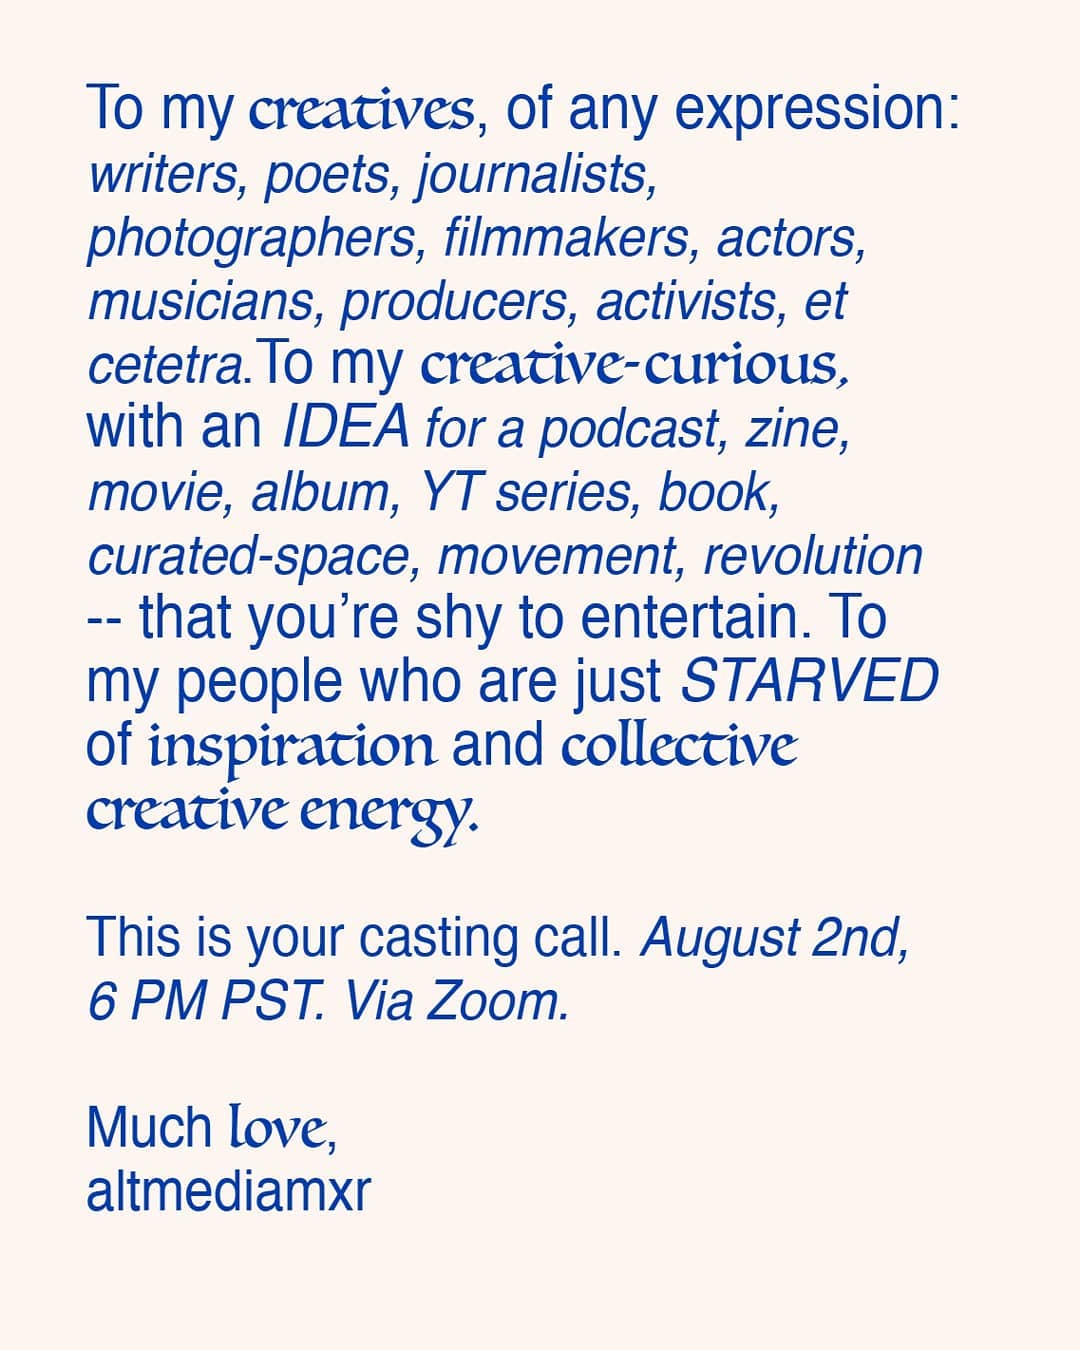 To my creatives, of any expression:
writers, poets, journalists,
photographers, filmmakers, actors,
musicians, producers, activists, et
cetetra.To my creative-curious,
with an IDEA for a podcast, zine,
movie, album, YT series, book,
curated-space, movement, revolution
-- that you’re shy to entertain. To
my people who are just STARVED
of inspiration and collective
creative energy.
This is your casting call. August 2nd,
6 PM PST. Via Zoom.
Much love,
altmediamxr